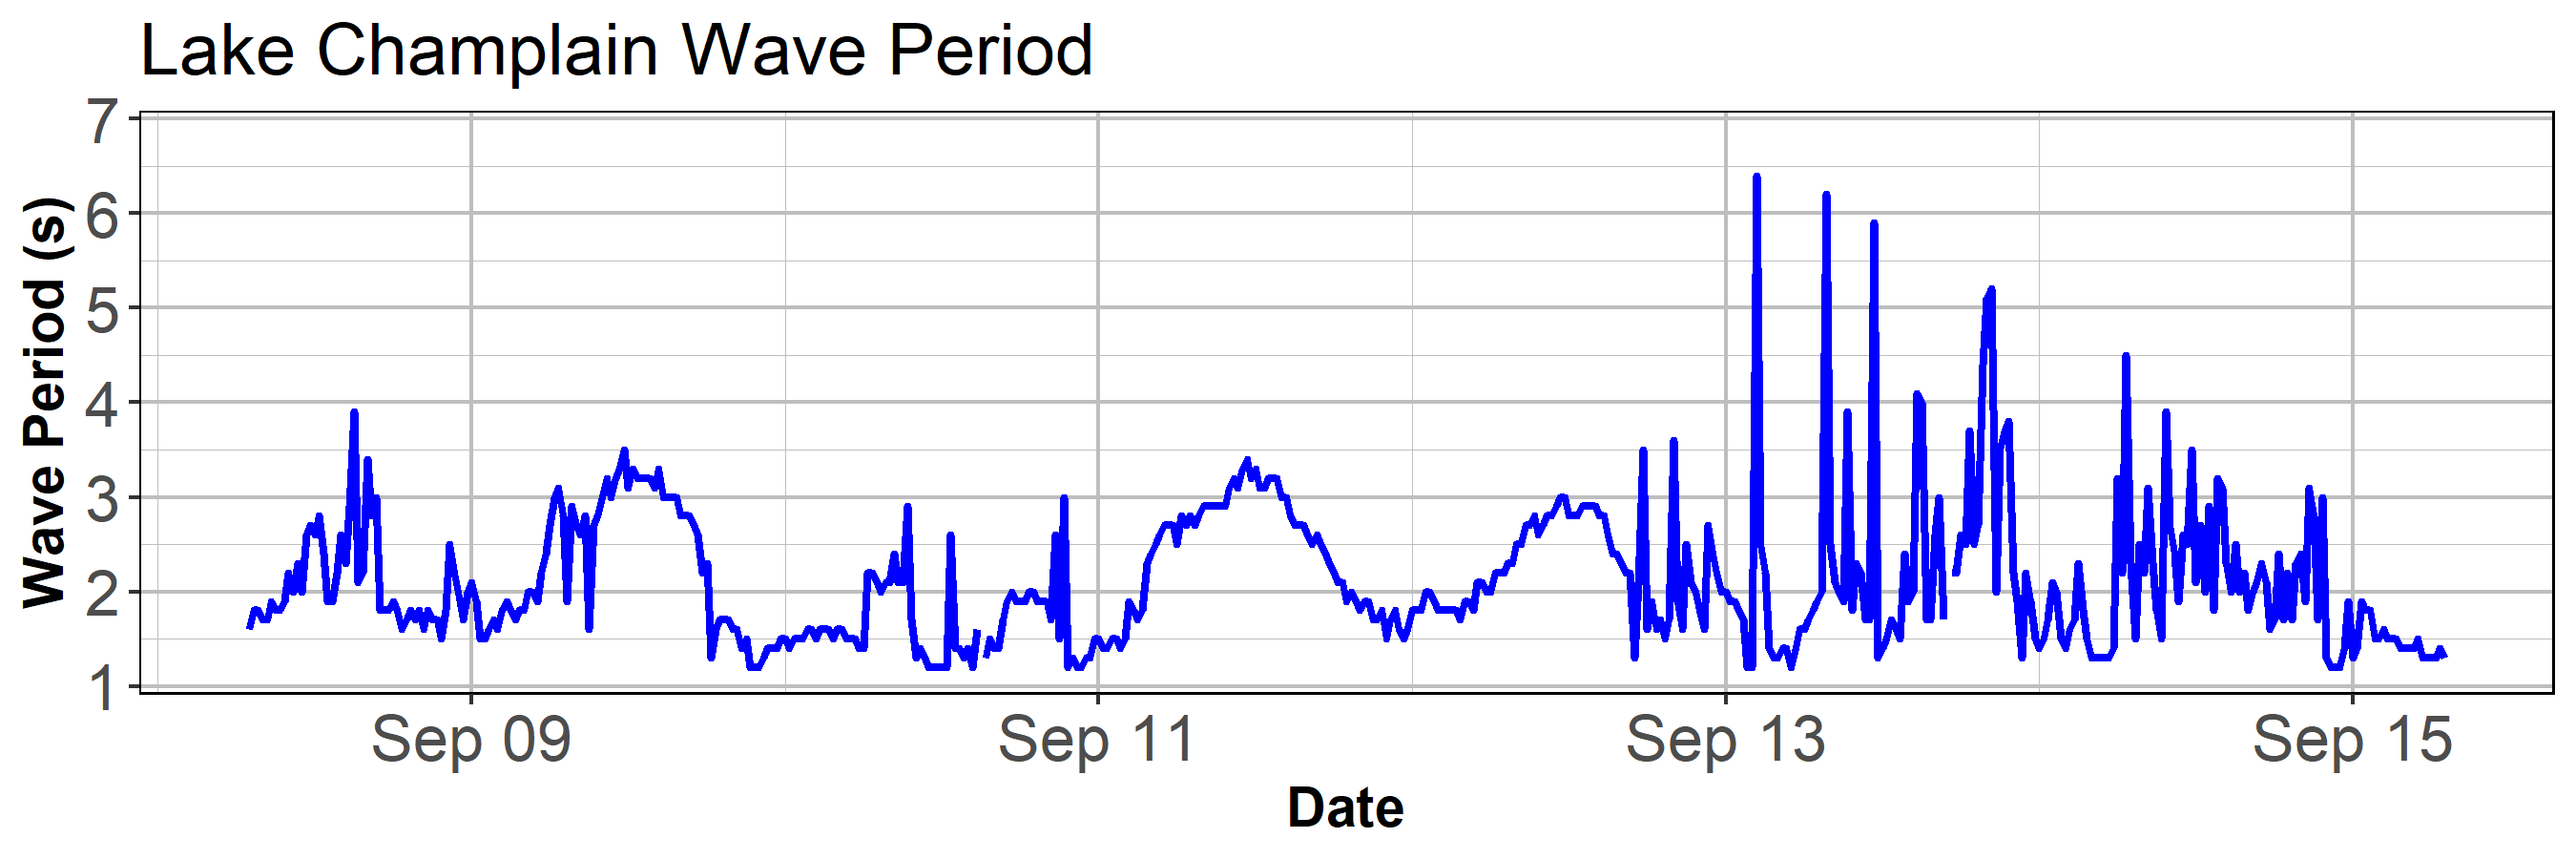 Lake Champlain Wave Period
Wave Period (s)
7
6
5
4
3
2
1
Sep 09
Sep 11
Sep 13
Sep 15
Date